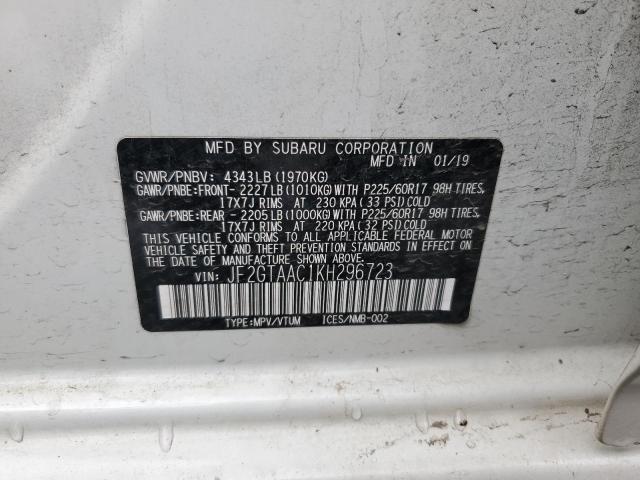 MFD BY SUBARU CORPORATION
MFD IN 01/19
GVWR/PNBV: 4343LB (1970KG)
GAWR/PNBE:FRONT- 2227LB (1010KG)WITH P225/60R17 98H TIRES,
17X7J RIMS AT 230 KPA (33 PSI)COLD
GAWR/PNBE:REAR - 2205LB (1000KG)WITH P225/60R17 98H TIRES,
17X7J RIMS AT 220 KPA (32 PSI)COLD
THIS VEHICLE CONFORMS TO ALL APPLICABLE FEDERAL MOTOR
VEHICLE SAFETY AND BUMPER STANDARDS IN EFFECT ON
THE DATE OF MANUFACTURE SHOWN ABOVE.
VIN: JF2GTAAC1KH296723
TYPE:MPV/VTUM ICES/NMB-002